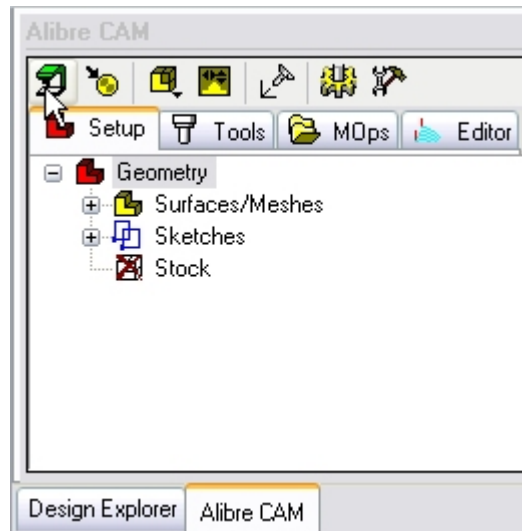 Alibre CAM
Setup Tools MOps Editor
Geometry
Surfaces/Meshes
Sketches
Stock
Design Explorer Alibre CAM